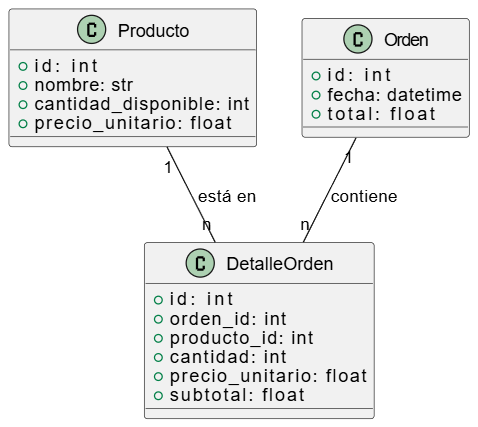 C Producto
id: int
nombre: str
cantidad_disponible: int
precio_unitario: float
C Orden
id: int
fecha: datetime
total: float
1
1
está en
contiene
n
n
C DetalleOrden
id: int
orden_id: int
producto_id: int
cantidad: int
precio_unitario: float
subtotal: float